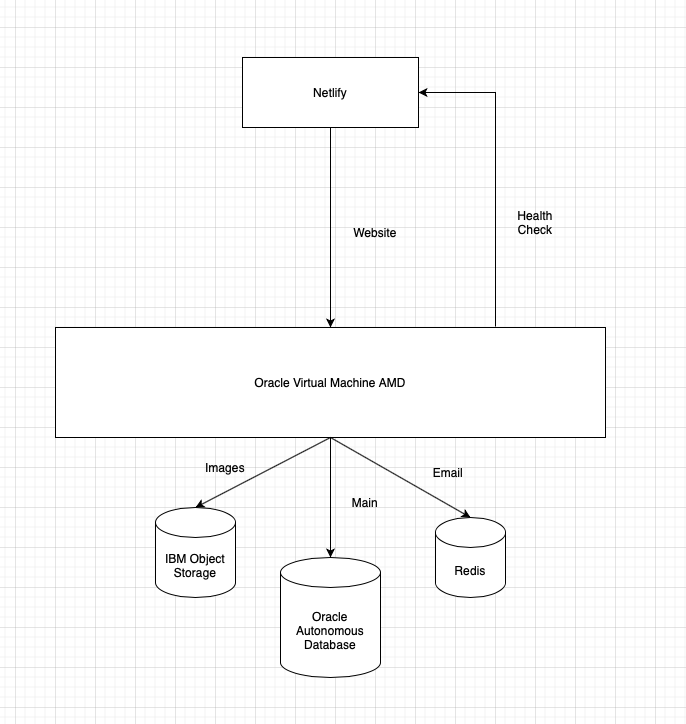 Netlify
Website
Health
Check
Oracle Virtual Machine AMD
Images
Email
Main
IBM Object
Storage
Redis
Oracle
Autonomous
Database